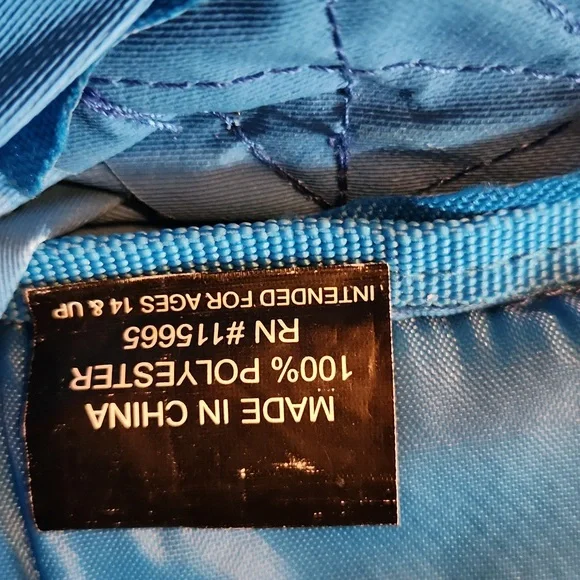 MADE IN CHINA
100% POLYESTER
RN #115665
INTENDED FOR AGES 14 & UP